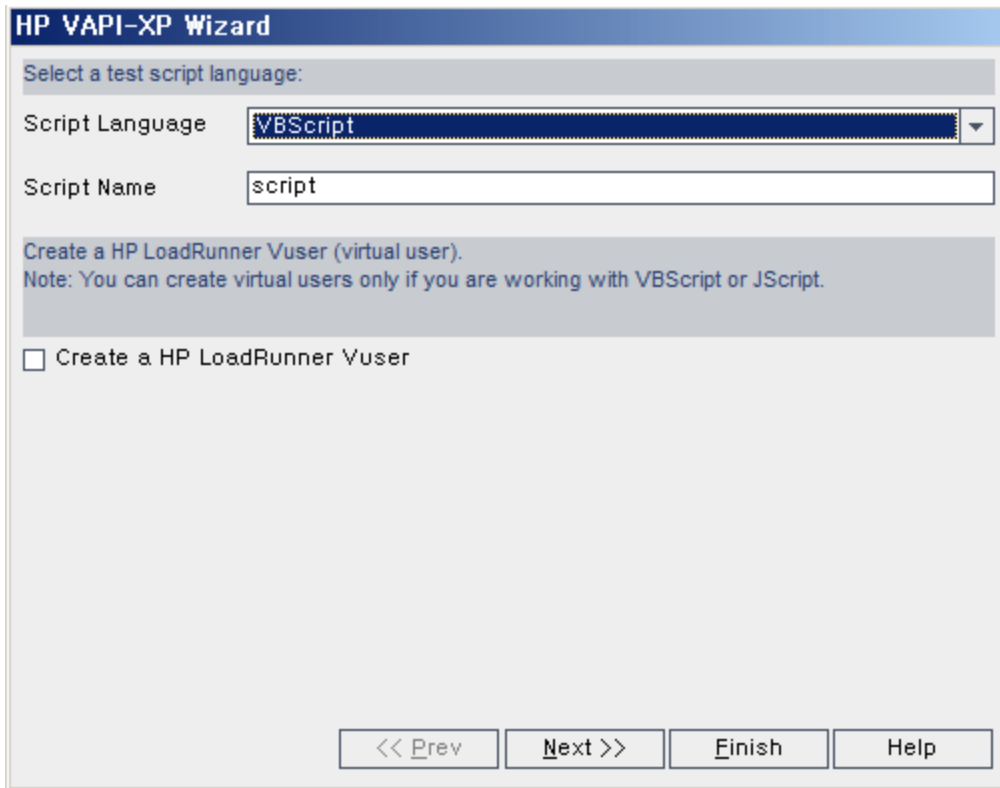 HP VAPI-XP Wizard
Select a test script language:
Script Language VBScript
Script Name script
Create a HP LoadRunner Vuser (virtual user).
Note: You can create virtual users only if you are working with VBScript or JScript.
Create a HP LoadRunner Vuser
<< Prev Next >> Finish Help